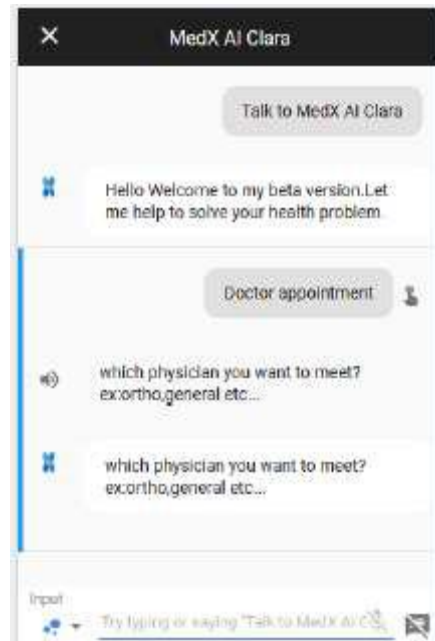 MedX AI Clara
Talk to MedX AI Clara
Hello Welcome to my beta version.Let
me help to solve your health problem
Doctor appointment
which physician you want to meet?
ex:ortho,general etc...
which physician you want to meet?
ex:ortho,general etc...
Input
Try typing or saying "Talk to MedX AI C